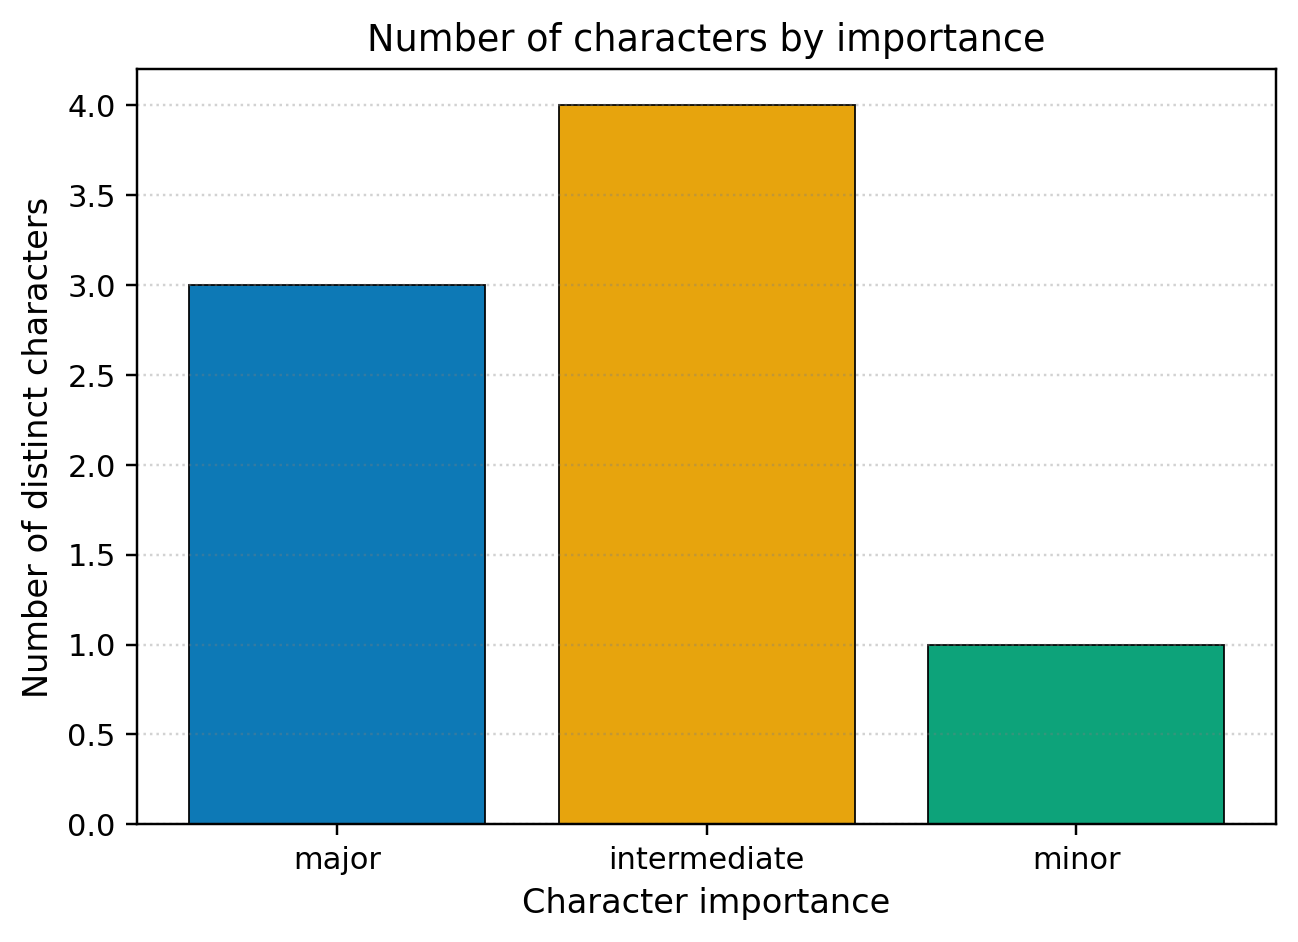 Number of characters by importance
Number of distinct characters
4.0
3.5
3.0
2.5
2.0
1.5
1.0
0.5
0.0
major intermediate minor
Character importance